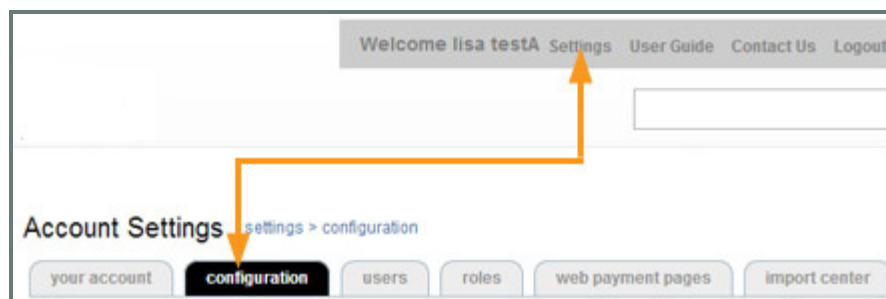 Welcome lisa testA Settings User Guide Contact Us Logout
Account Settings settings > configuration
your account configuration users roles web payment pages import center